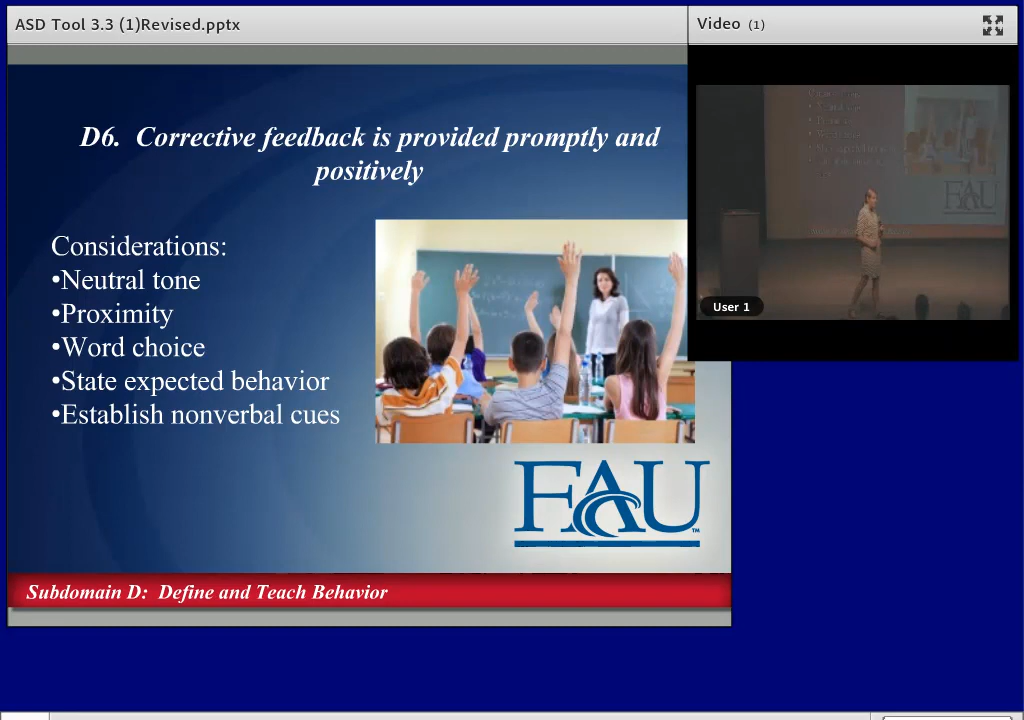 ASD Tool 3.3 (1)Revised.pptx
Video (1)
D6. Corrective feedback is provided promptly and
positively
Considerations:
•Neutral tone
•Proximity
•Word choice
•State expected behavior
•Establish nonverbal cues
User 1
FAU
FAU™
Subdomain D: Define and Teach Behavior